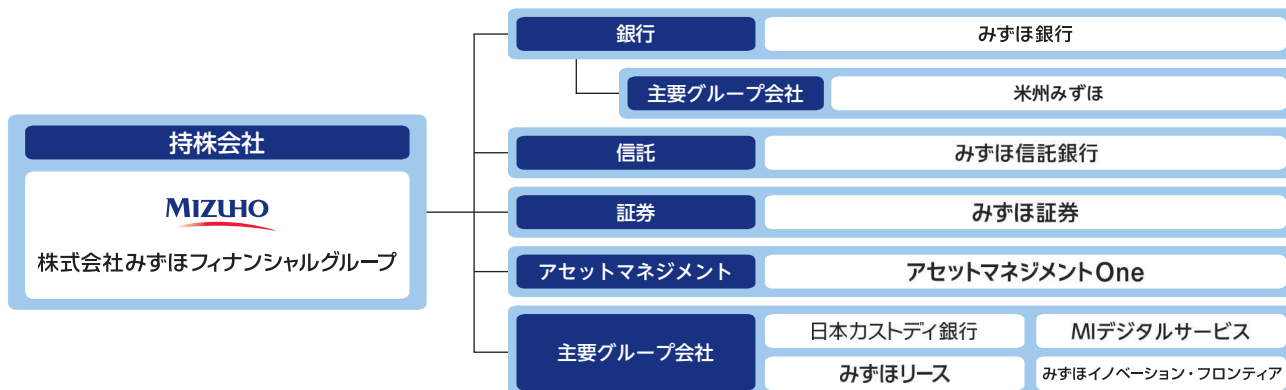 持株会社
MIZUHO
株式会社みずほフィナンシャルグループ
銀行 みずほ銀行
主要グループ会社 米州みずほ
信託 みずほ信託銀行
証券 みずほ証券
アセットマネジメント アセットマネジメントOne
主要グループ会社
日本カストディ銀行 MIデジタルサービス
みずほリース みずほイノベーション・フロンティア